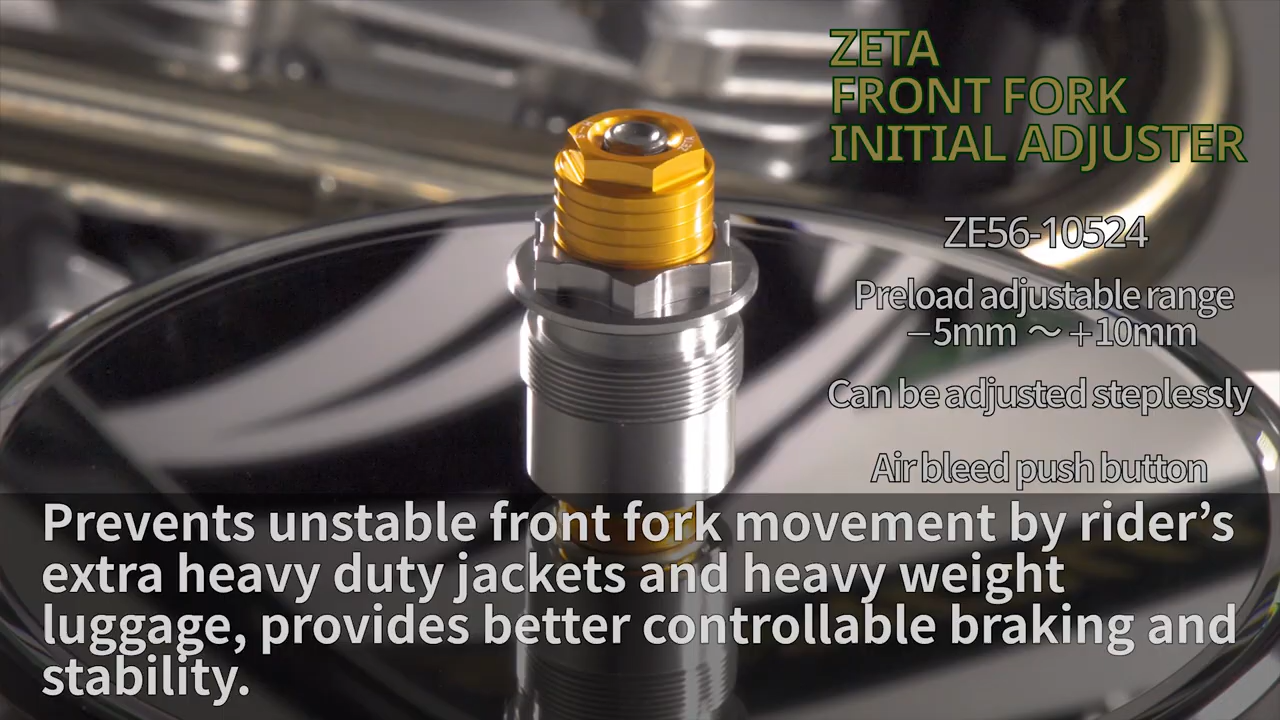 ZETA
FRONT FORK
INITIAL ADJUSTER
ZE56-10524
Preload adjustable range
−5mm ～ +10mm
Can be adjusted steplessly
Air bleed push button
Prevents unstable front fork movement by rider’s
extra heavy duty jackets and heavy weight
luggage, provides better controllable braking and
stability.